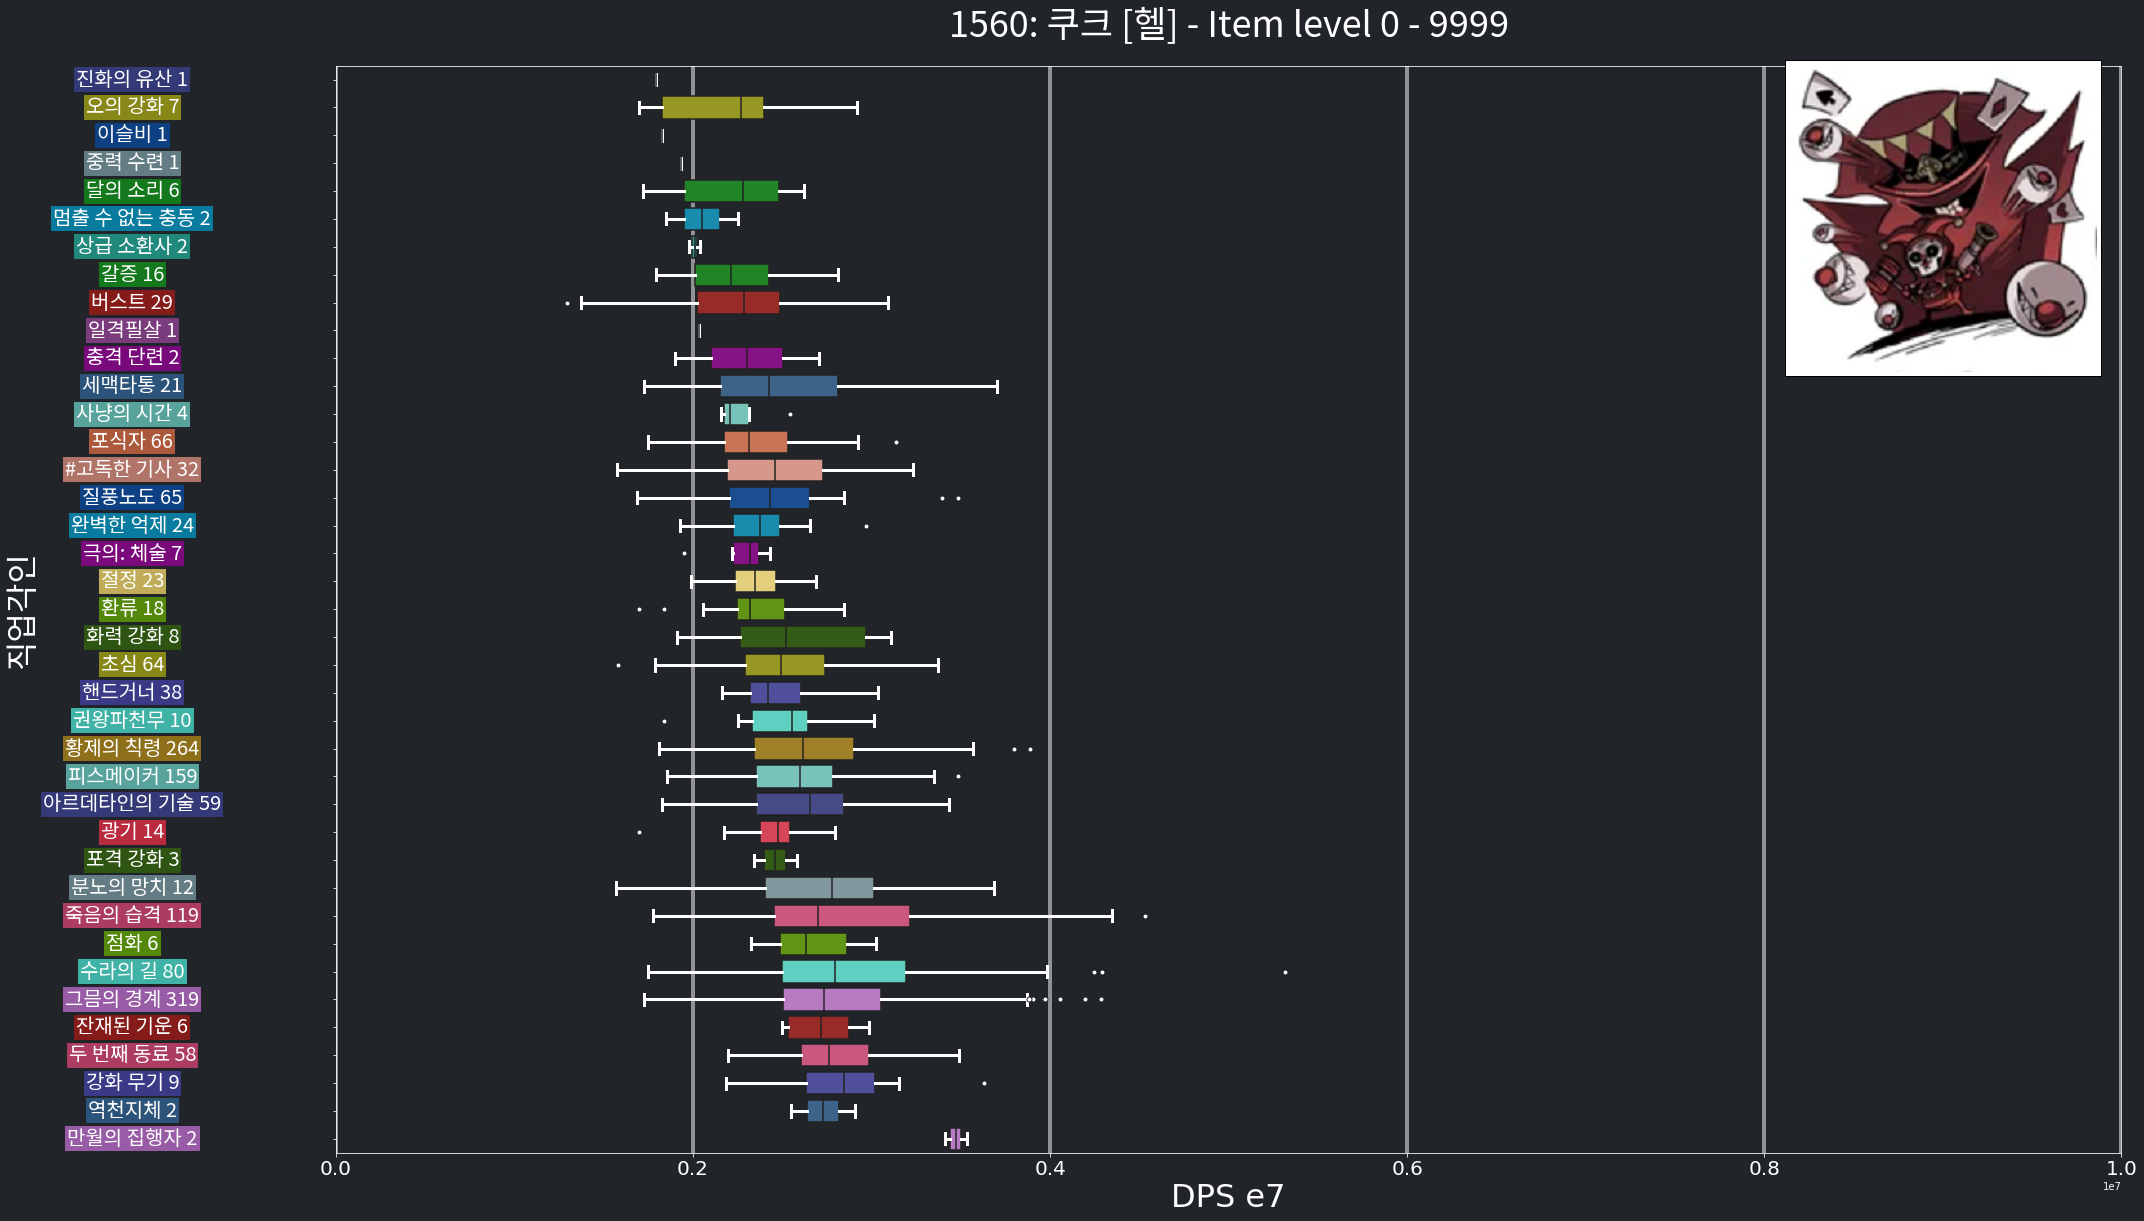 1560: 쿠크 [헬] - Item level 0 - 9999
직업각인
진화의 유산 1
오의 강화 7
이슬비 1
중력 수련 1
달의 소리 6
멈출 수 없는 충동 2
상급 소환사 2
갈증 16
버스트 29
일격필살 1
충격 단련 2
세맥타통 21
사냥의 시간 4
포식자 66
#고독한 기사 32
질풍노도 65
완벽한 억제 24
극의: 체술 7
절정 23
환류 18
화력 강화 8
초심 64
핸드거너 38
권왕파천무 10
황제의 칙령 264
피스메이커 159
아르데타인의 기술 59
광기 14
포격 강화 3
분노의 망치 12
죽음의 습격 119
점화 6
수라의 길 80
그믐의 경계 319
잔재된 기운 6
두 번째 동료 58
강화 무기 9
역천지체 2
만월의 집행자 2
0.0 0.2 0.4 0.6 0.8 1.0
1e7
DPS e7